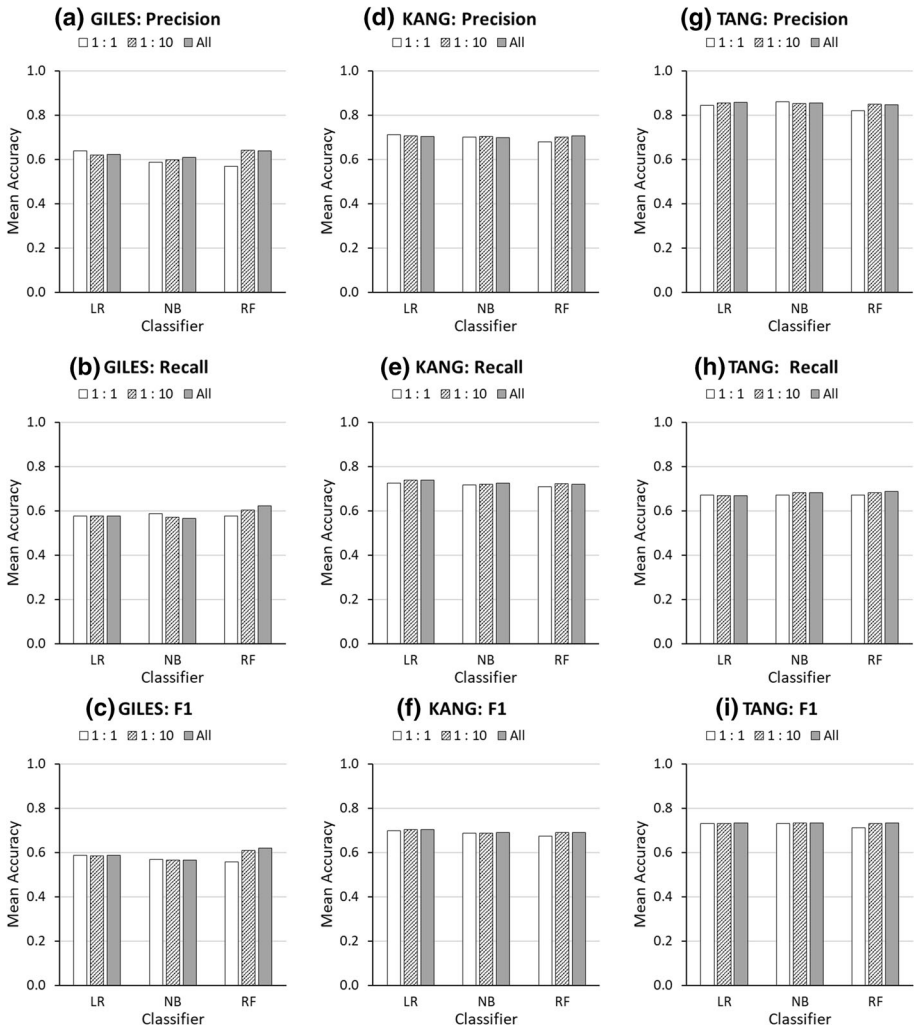 (a) GILES: Precision
1 : 1 1 : 10 All
Mean Accuracy
1.0
0.8
0.6
0.4
0.2
0.0
LR NB RF
Classifier
(d) KANG: Precision
1 : 1 1 : 10 All
Mean Accuracy
1.0
0.8
0.6
0.4
0.2
0.0
LR NB RF
Classifier
(g) TANG: Precision
1 : 1 1 : 10 All
Mean Accuracy
1.0
0.8
0.6
0.4
0.2
0.0
LR NB RF
Classifier
(b) GILES: Recall
1 : 1 1 : 10 All
Mean Accuracy
1.0
0.8
0.6
0.4
0.2
0.0
LR NB RF
Classifier
(e) KANG: Recall
1 : 1 1 : 10 All
Mean Accuracy
1.0
0.8
0.6
0.4
0.2
0.0
LR NB RF
Classifier
(h) TANG: Recall
1 : 1 1 : 10 All
Mean Accuracy
1.0
0.8
0.6
0.4
0.2
0.0
LR NB RF
Classifier
(c) GILES: F1
1 : 1 1 : 10 All
Mean Accuracy
1.0
0.8
0.6
0.4
0.2
0.0
LR NB RF
Classifier
(f) KANG: F1
1 : 1 1 : 10 All
Mean Accuracy
1.0
0.8
0.6
0.4
0.2
0.0
LR NB RF
Classifier
(i) TANG: F1
1 : 1 1 : 10 All
Mean Accuracy
1.0
0.8
0.6
0.4
0.2
0.0
LR NB RF
Classifier